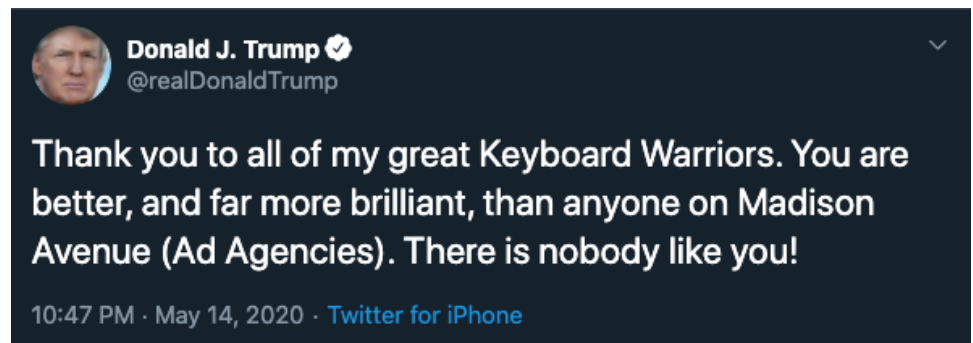 Donald J. Trump
@realDonaldTrump
Thank you to all of my great Keyboard Warriors. You are
better, and far more brilliant, than anyone on Madison
Avenue (Ad Agencies). There is nobody like you!
10:47 PM · May 14, 2020 · Twitter for iPhone